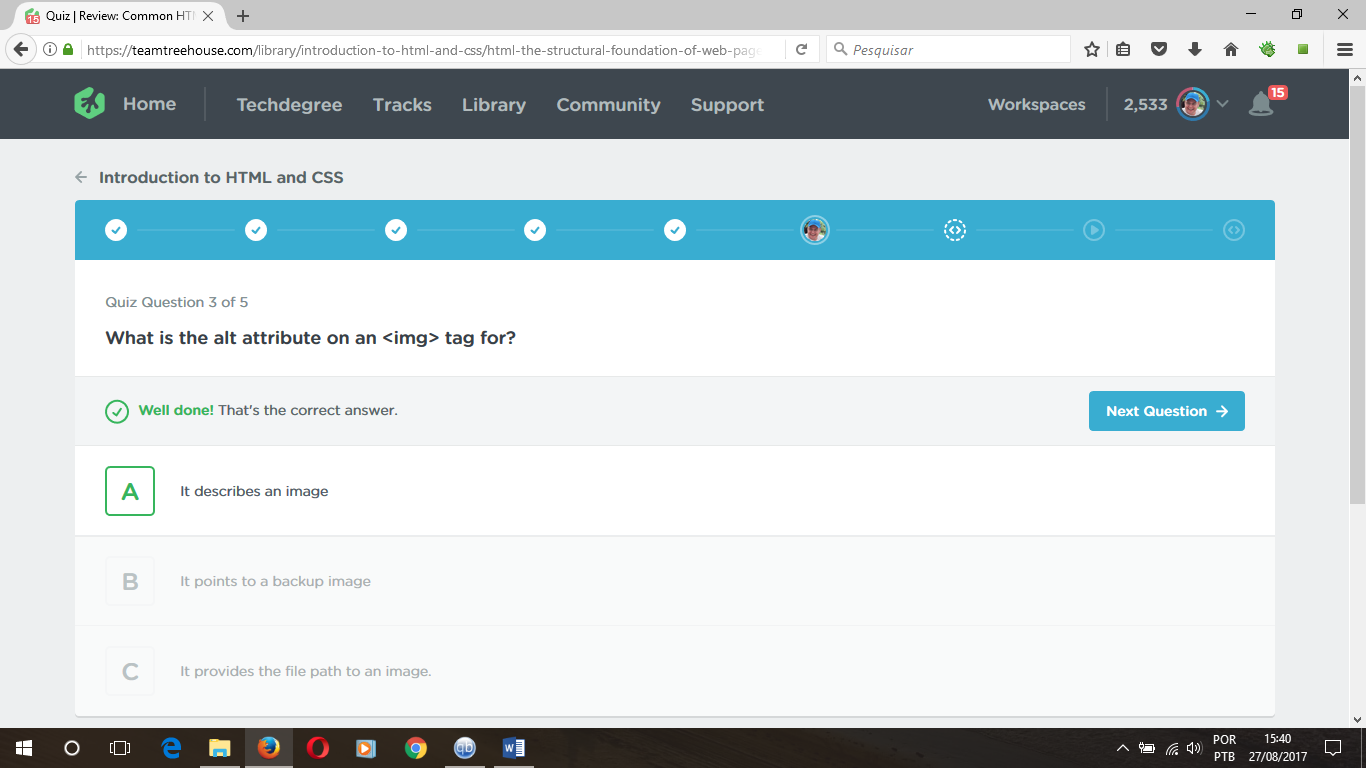 Quiz | Review: Common HT
https://teamtreehouse.com/library/introduction-to-html-and-css/html-the-structural-foundation-of-web-page
Pesquisar
Home
Techdegree
Tracks
Library
Community
Support
Workspaces
2,533
15
Introduction to HTML and CSS
Quiz Question 3 of 5
What is the alt attribute on an <img> tag for?
Well done! That's the correct answer.
Next Question
A
It describes an image
B
It points to a backup image
C
It provides the file path to an image.
POR
PTB
15:40
27/08/2017